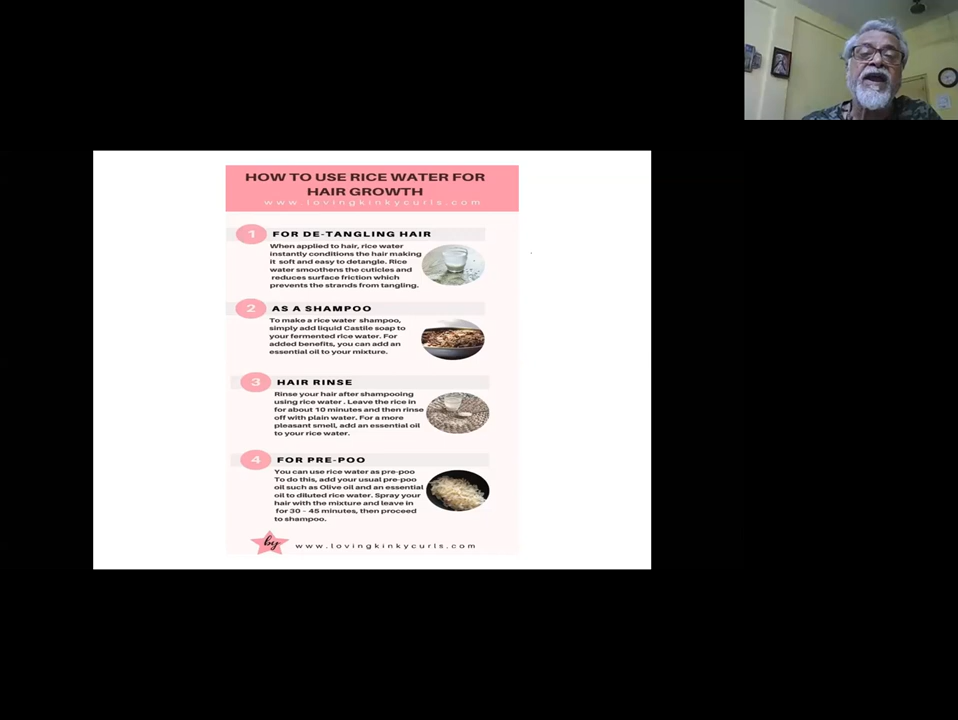 HOW TO USE RICE WATER FOR
HAIR GROWTH
www.lovingkinkycurls.com
1 FOR DE-TANGLING HAIR
When applied to hair, rice water
instantly conditions the hair making
it soft and easy to detangle. Rice
water smoothens the cuticles and
reduces surface friction which
prevents the strands from tangling.
2 AS A SHAMPOO
To make a rice water shampoo,
simply add liquid Castile soap to
your fermented rice water. For
added benefits, you can add an
essential oil to your mixture.
3 HAIR RINSE
Rinse your hair after shampooing
using rice water . Leave the rice in
for about 10 minutes and then rinse
off with plain water. For a more
pleasant smell, add an essential oil
to your rice water.
4 FOR PRE-POO
You can use rice water as pre-poo
To do this, add your usual pre-poo
oil such as Olive oil and an essential
oil to diluted rice water. Spray your
hair with the mixture and leave in
for 30 - 45 minutes, then proceed
to shampoo.
by www.lovingkinkycurls.com